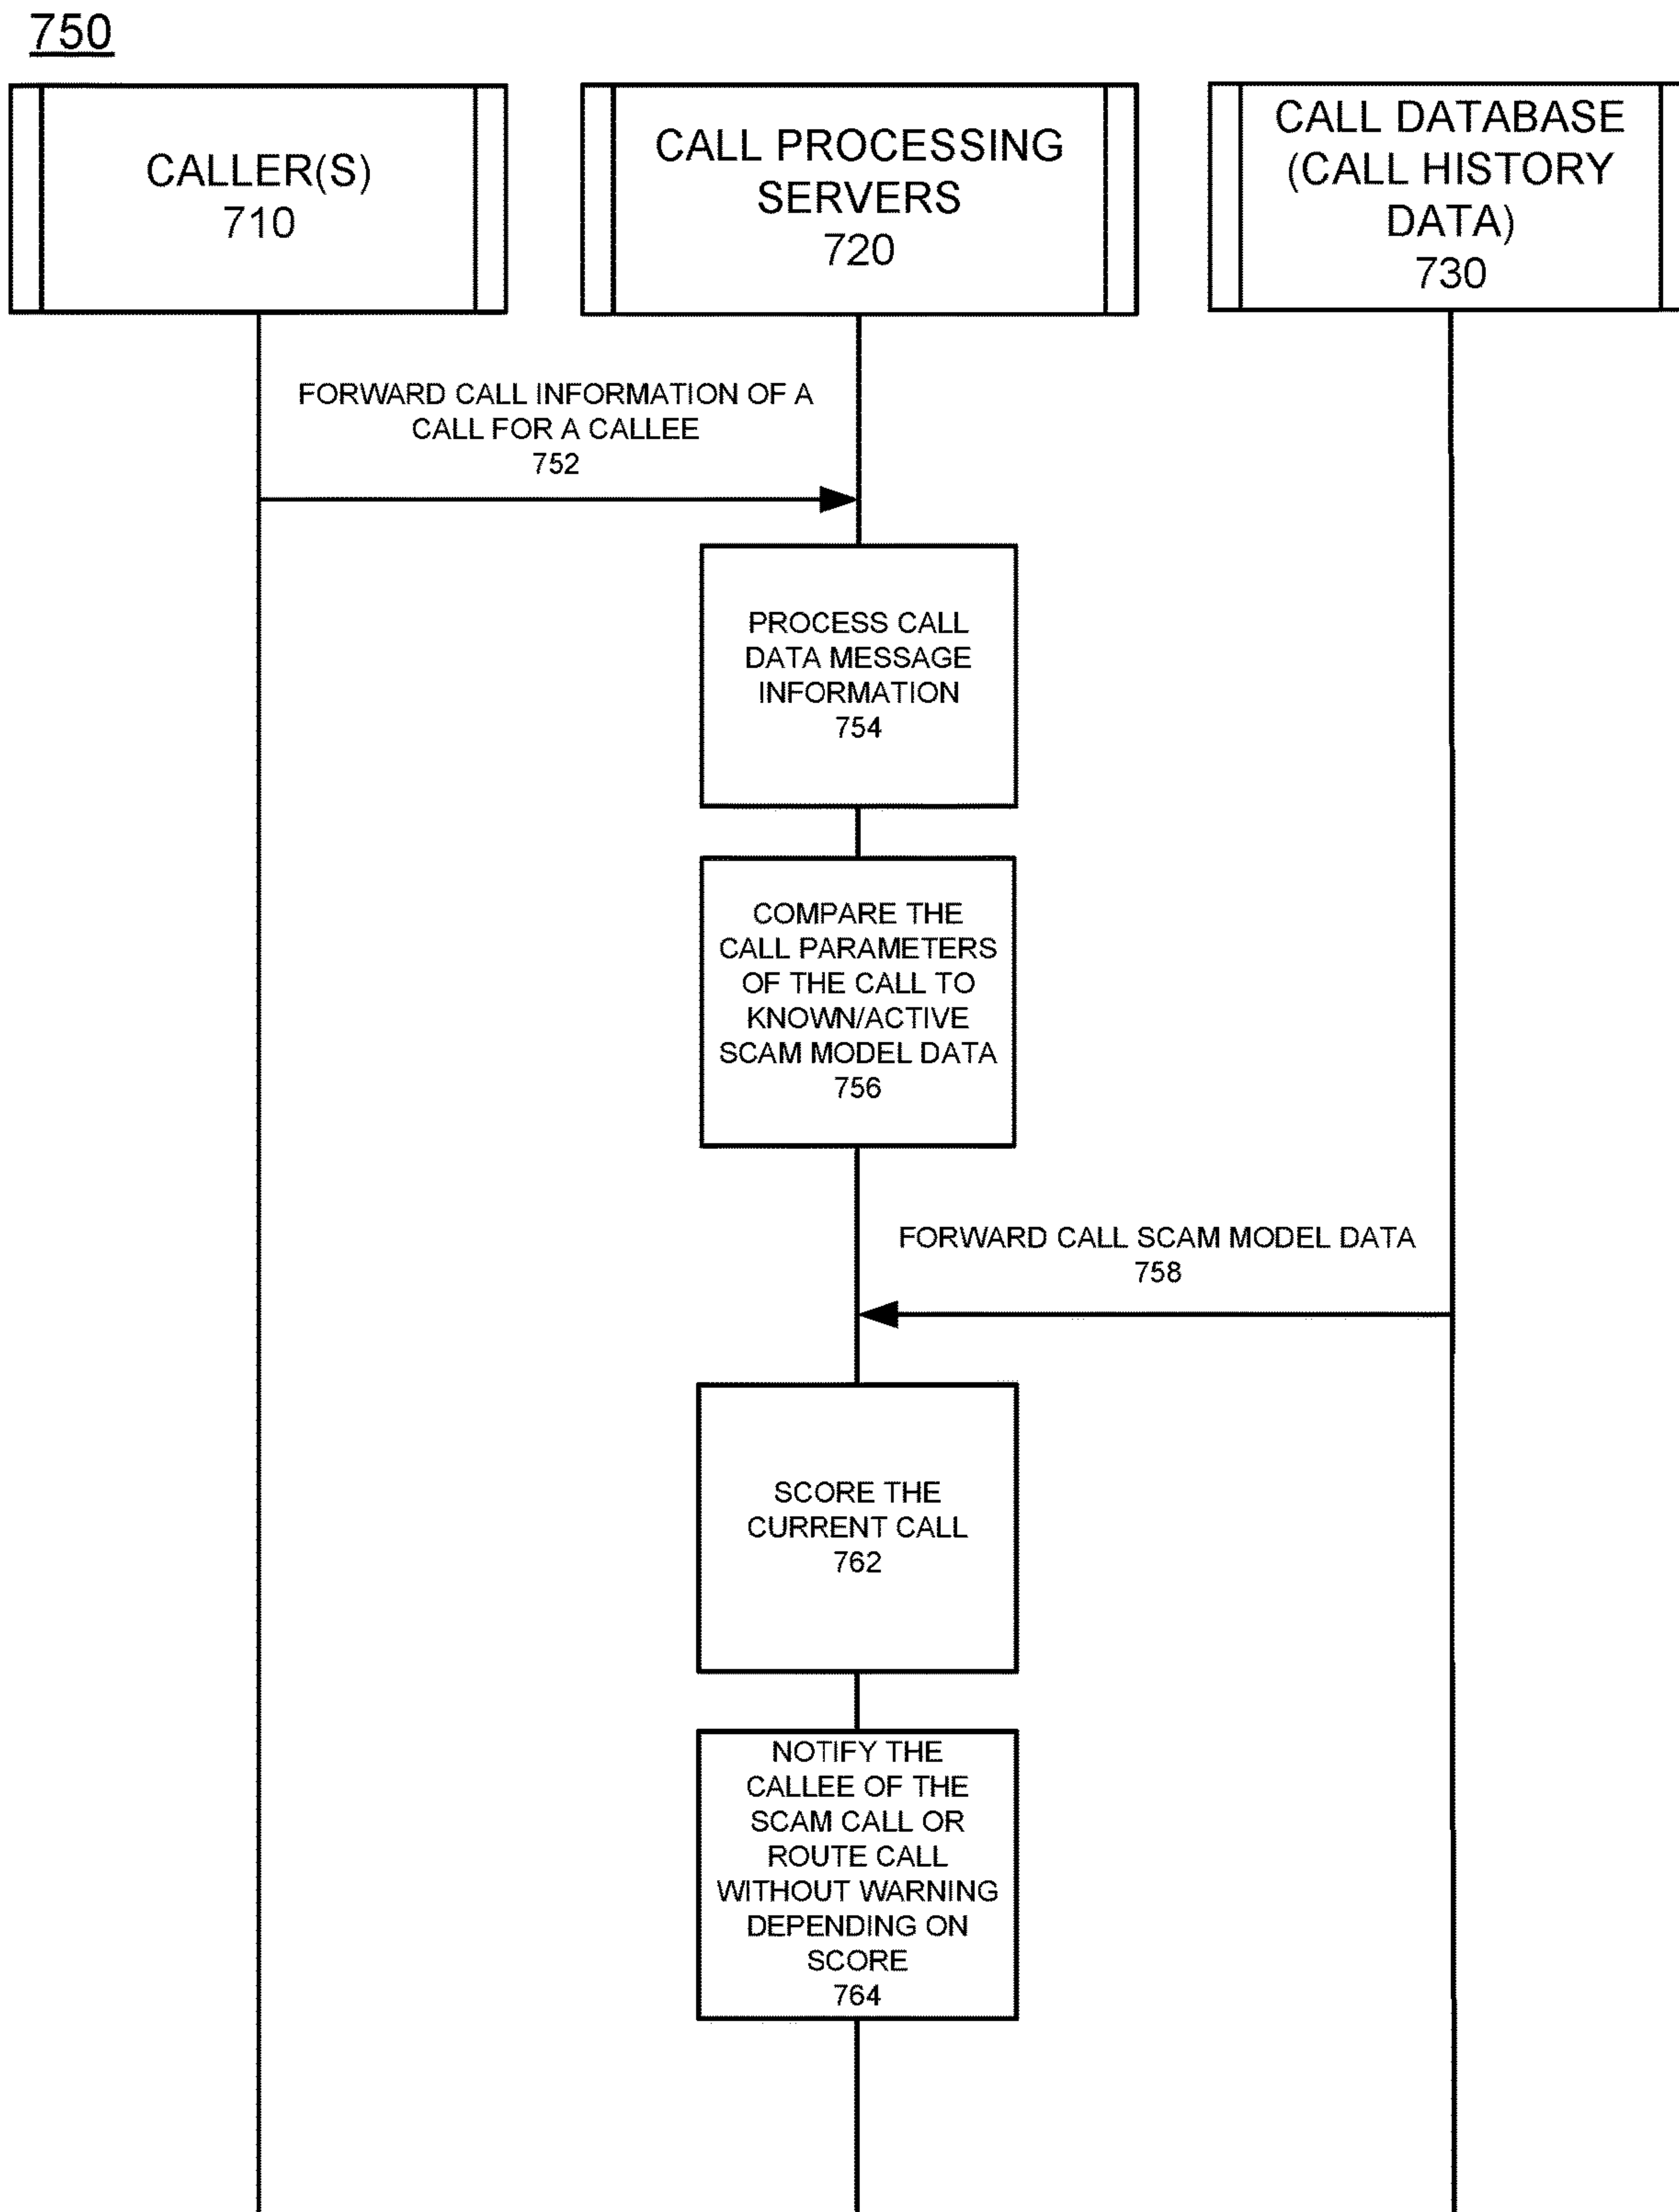 750
CALLER(S)
710
CALL PROCESSING
SERVERS
720
CALL DATABASE
(CALL HISTORY
DATA)
730
FORWARD CALL INFORMATION OF A
CALL FOR A CALLEE
752
PROCESS CALL
DATA MESSAGE
INFORMATION
754
COMPARE THE
CALL PARAMETERS
OF THE CALL TO
KNOWN/ACTIVE
SCAM MODEL DATA
756
FORWARD CALL SCAM MODEL DATA
758
SCORE THE
CURRENT CALL
762
NOTIFY THE
CALLEE OF THE
SCAM CALL OR
ROUTE CALL
WITHOUT WARNING
DEPENDING ON
SCORE
764